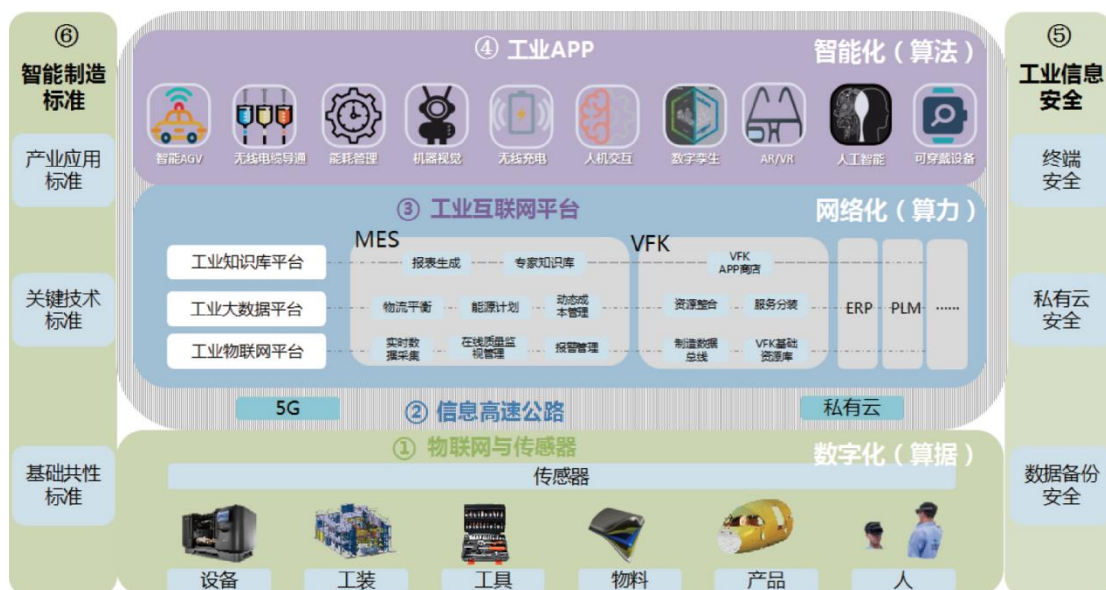 ⑥
智能制造
标准
产业应用
标准
关键技术
标准
基础共性
标准
④ 工业APP
智能化（算法）
智能AGV
无线电缆导通
能耗管理
机器视觉
无线充电
人机交互
数字孪生
AR/VR
人工智能
可穿戴设备
③ 工业互联网平台
网络化（算力）
MES
VFK
工业知识库平台
报表生成
专家知识库
VFK
APP商店
工业大数据平台
物流平衡
能源计划
动态成
本管理
资源整合
服务分装
ERP
PLM
……
工业物联网平台
实时数
据采集
在线质量监
视管理
报警管理
制造数据
总线
VFK基础
资源库
5G
② 信息高速公路
私有云
① 物联网与传感器
数字化（算据）
传感器
设备
工装
工具
物料
产品
人
⑤
工业信息
安全
终端
安全
私有云
安全
数据备份
安全